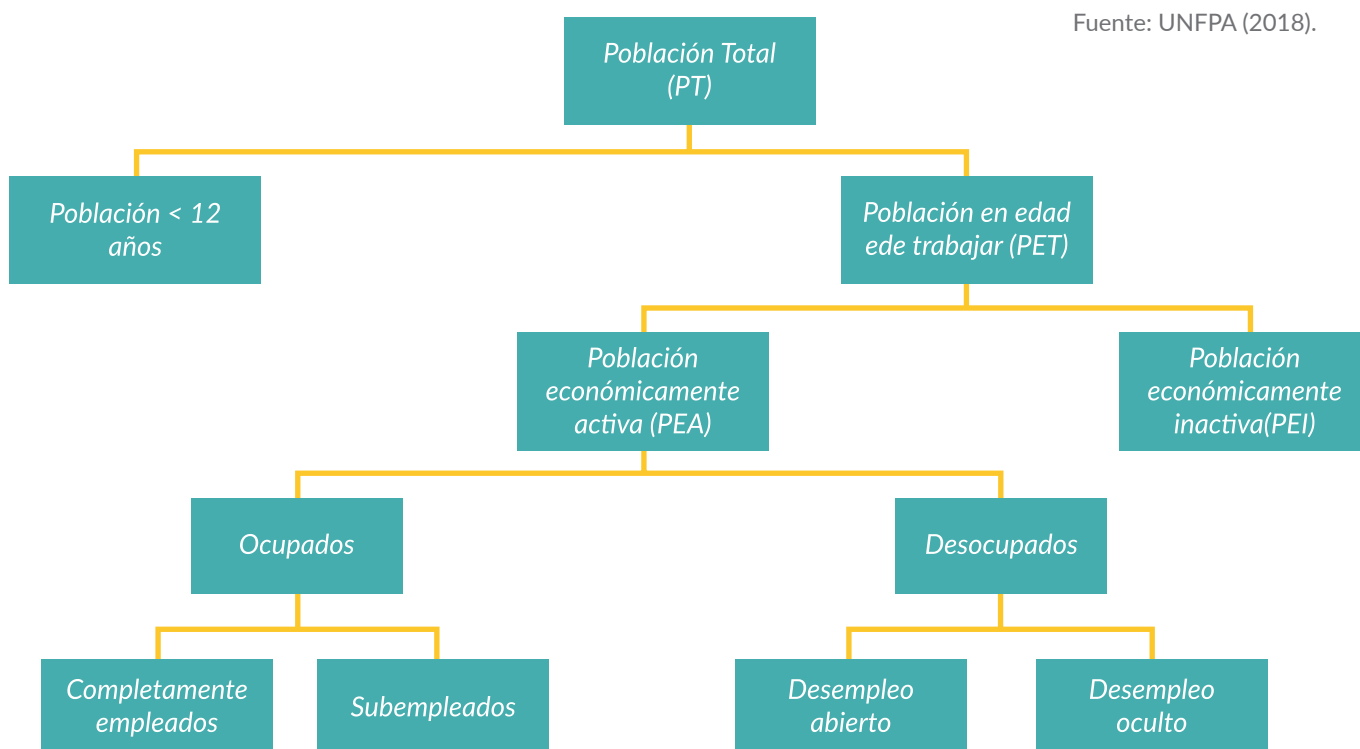 Fuente: UNFPA (2018).
Población Total
(PT)
Población < 12
años
Población en edad
ede trabajar (PET)
Población
económicamente
activa (PEA)
Población
económicamente
inactiva(PEI)
Ocupados
Desocupados
Completamente
empleados
Subempleados
Desempleo
abierto
Desempleo
oculto